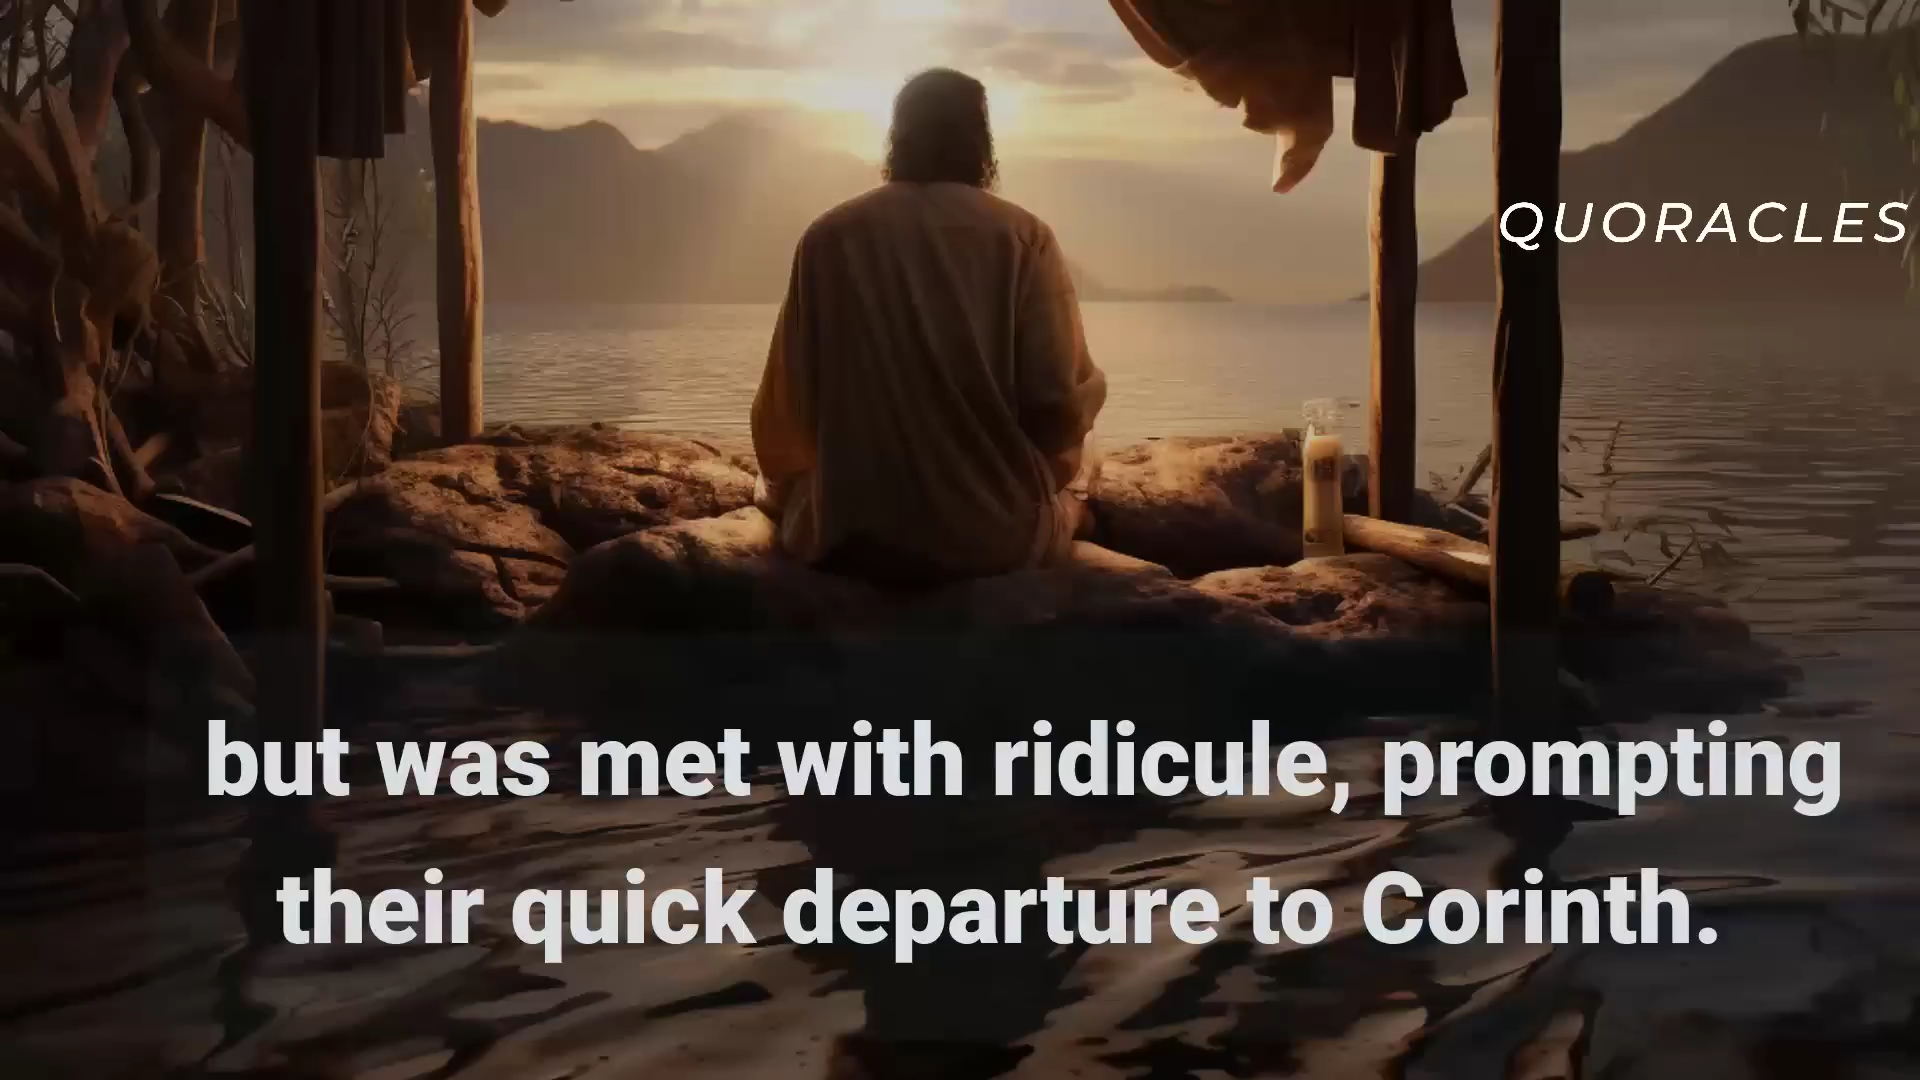 QUORACLES
but was met with ridicule, prompting
their quick departure to Corinth.